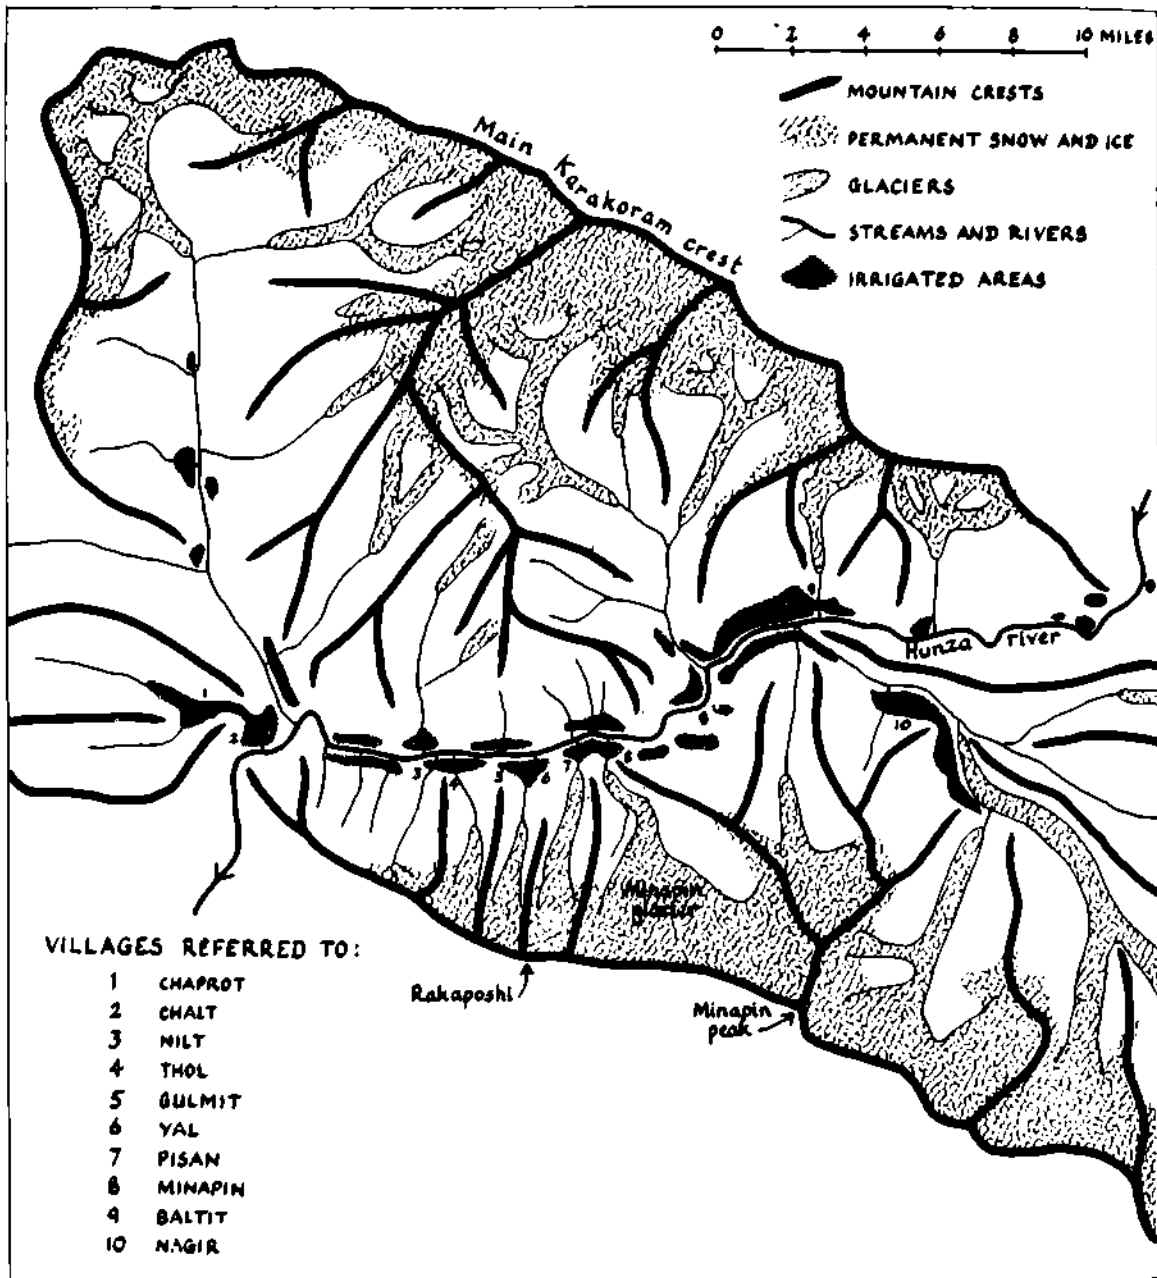 0 2 4 6 8 10 MILES
MOUNTAIN CRESTS
PERMANENT SNOW AND ICE
GLACIERS
STREAMS AND RIVERS
IRRIGATED AREAS
Main Karakoram crest
Hunza river
1
2
3
4
5
6
7
8
9
10
Minapin
glacier
Rakaposhi
Minapin
peak
VILLAGES REFERRED TO:
1 CHAPROT
2 CHALT
3 NILT
4 THOL
5 GULMIT
6 YAL
7 PISAN
8 MINAPIN
9 BALTIT
10 NAGIR